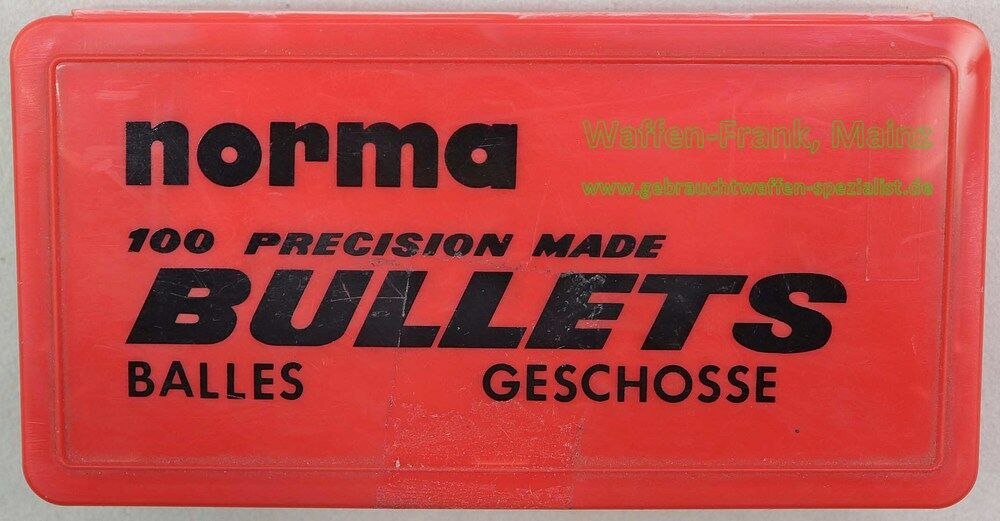 norma
Waffen-Frank, Mainz
www.gebrauchtwaffen-spezialist.de
100 PRECISION MADE
BULLETS
BALLES GESCHOSSE